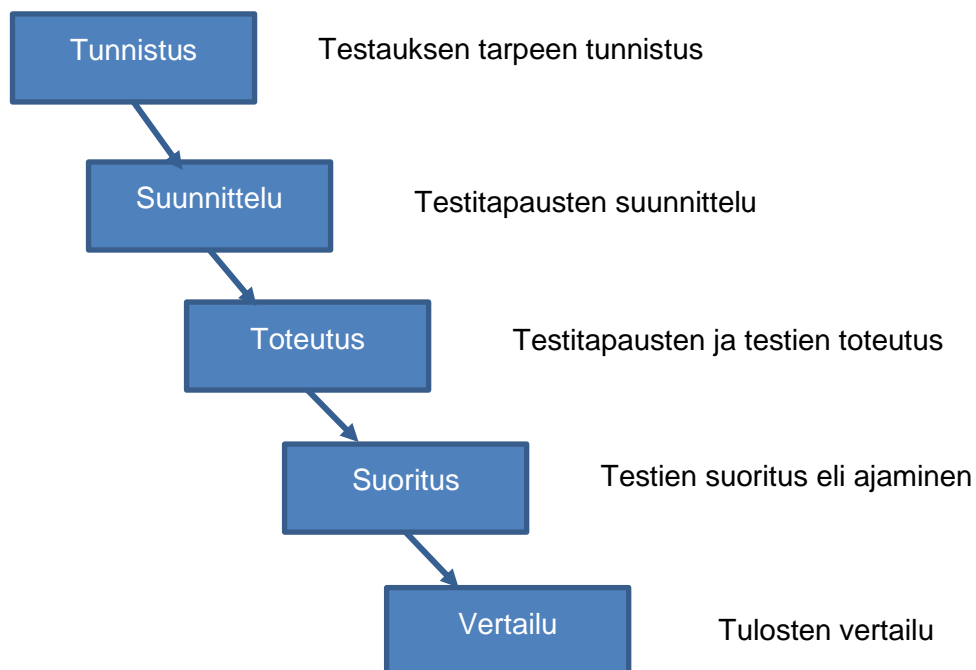 Tunnistus
Testauksen tarpeen tunnistus
Suunnittelu
Testitapausten suunnittelu
Toteutus
Testitapausten ja testien toteutus
Suoritus
Testien suoritus eli ajaminen
Vertailu
Tulosten vertailu